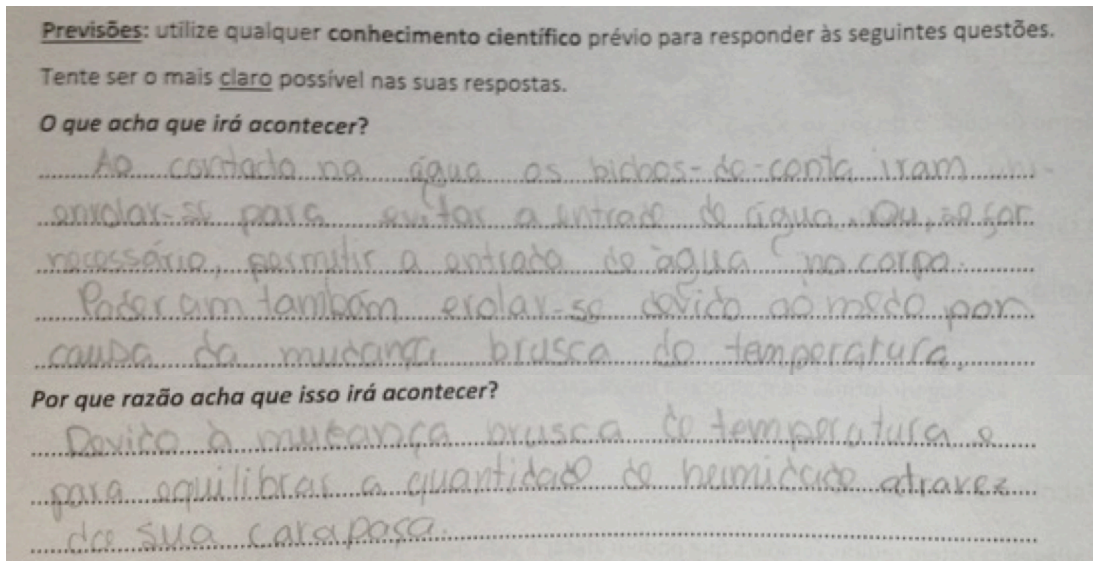 Previsões: utilize qualquer conhecimento científico prévio para responder às seguintes questões.
Tente ser o mais claro possível nas suas respostas.
O que acha que irá acontecer?
Ao contacto na água os bichos-de-conta iram
enrolar-se para evitar a entrada de água. Ou, se for
necessário, permitir a entrada de água no corpo.
Poderam também erolar-se devido ao medo por
causa da mudança brusca de temperatura.
Por que razão acha que isso irá acontecer?
Devido à mudança brusca de temperatura e
para equilibrar a quantidade de humidade atravez
da sua carapaça.